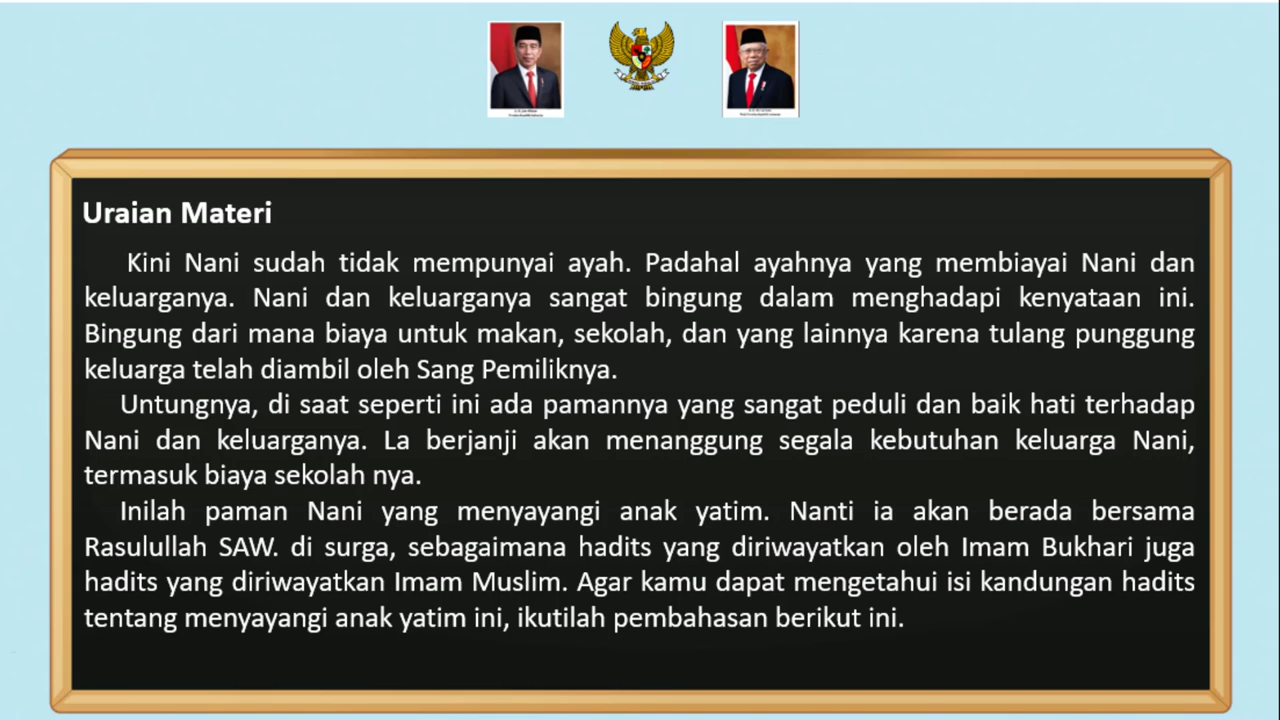 Uraian Materi
Kini Nani sudah tidak mempunyai ayah. Padahal ayahnya yang membiayai Nani dan
keluarganya. Nani dan keluarganya sangat bingung dalam menghadapi kenyataan ini.
Bingung dari mana biaya untuk makan, sekolah, dan yang lainnya karena tulang punggung
keluarga telah diambil oleh Sang Pemiliknya.
Untungnya, di saat seperti ini ada pamannya yang sangat peduli dan baik hati terhadap
Nani dan keluarganya. La berjanji akan menanggung segala kebutuhan keluarga Nani,
termasuk biaya sekolah nya.
Inilah paman Nani yang menyayangi anak yatim. Nanti ia akan berada bersama
Rasulullah SAW. di surga, sebagaimana hadits yang diriwayatkan oleh Imam Bukhari juga
hadits yang diriwayatkan Imam Muslim. Agar kamu dapat mengetahui isi kandungan hadits
tentang menyayangi anak yatim ini, ikutilah pembahasan berikut ini.